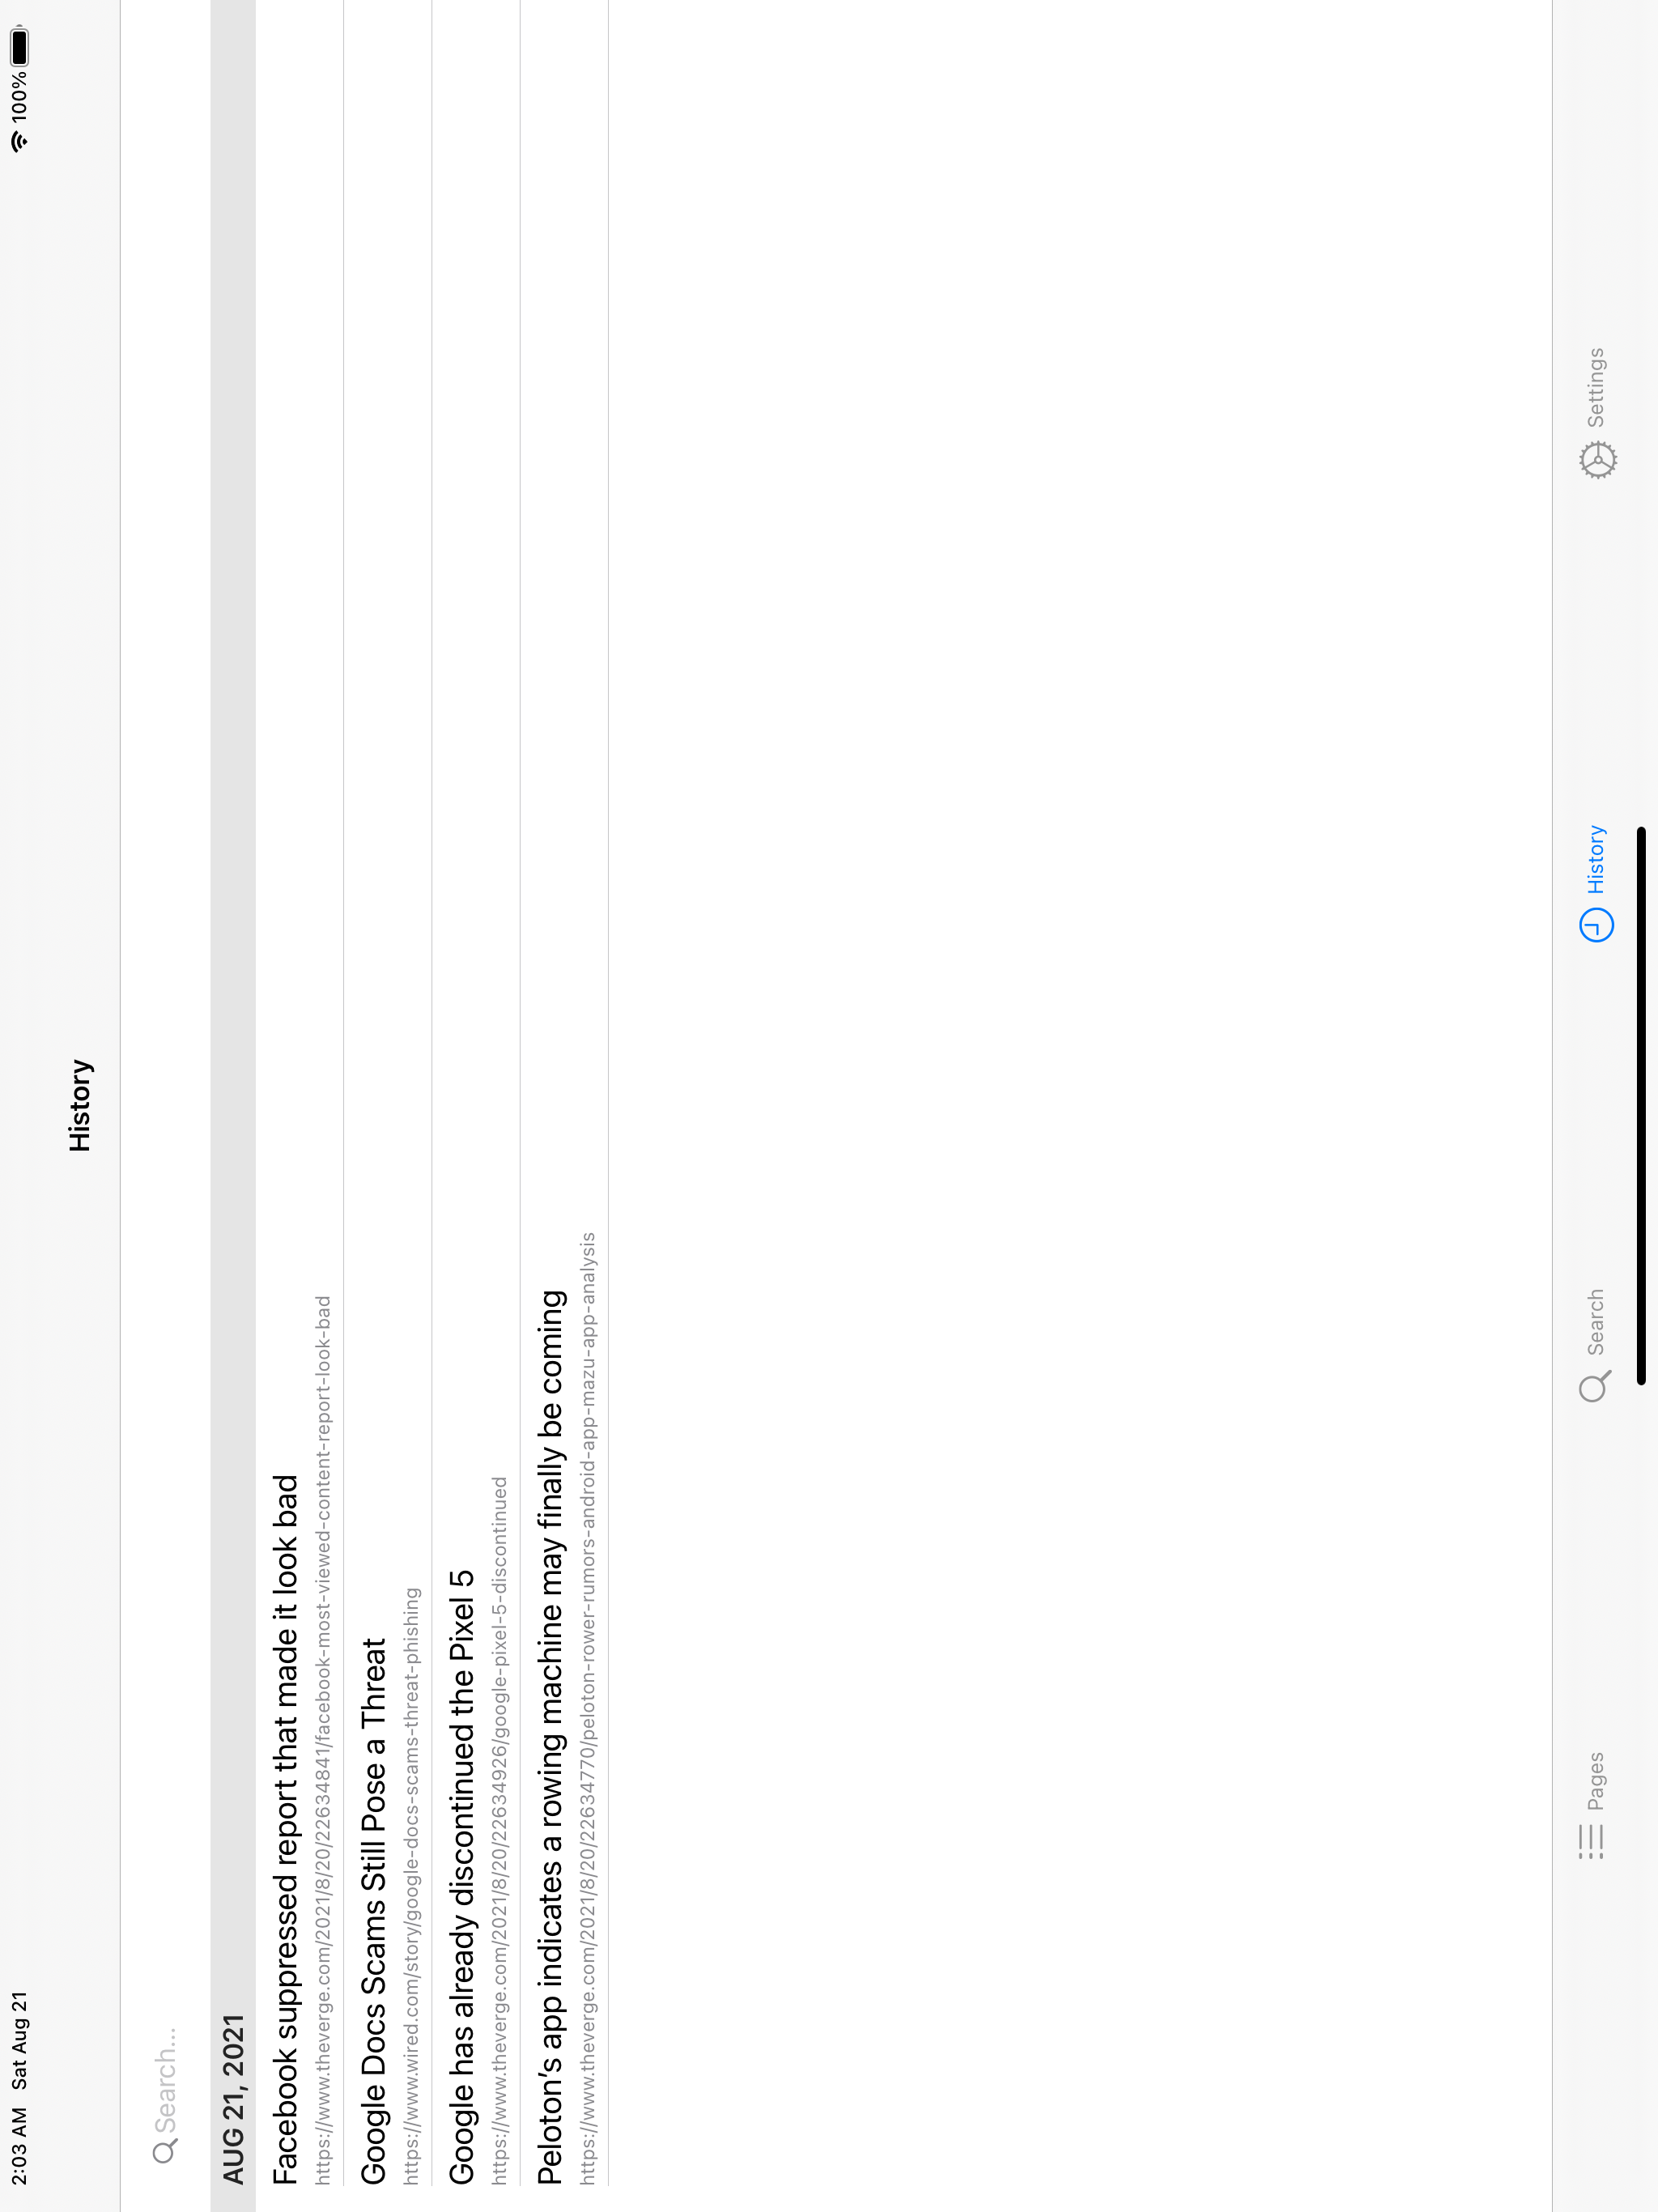 2:03 AM Sat Aug 21
100%
History
Search...
AUG 21, 2021
Facebook suppressed report that made it look bad
https://www.theverge.com/2021/8/20/22634841/facebook-most-viewed-content-report-look-bad
Google Docs Scams Still Pose a Threat
https://www.wired.com/story/google-docs-scams-threat-phishing
Google has already discontinued the Pixel 5
https://www.theverge.com/2021/8/20/22634926/google-pixel-5-discontinued
Peloton’s app indicates a rowing machine may finally be coming
https://www.theverge.com/2021/8/20/22634770/peloton-rower-rumors-android-app-mazu-app-analysis
Pages
Search
History
Settings